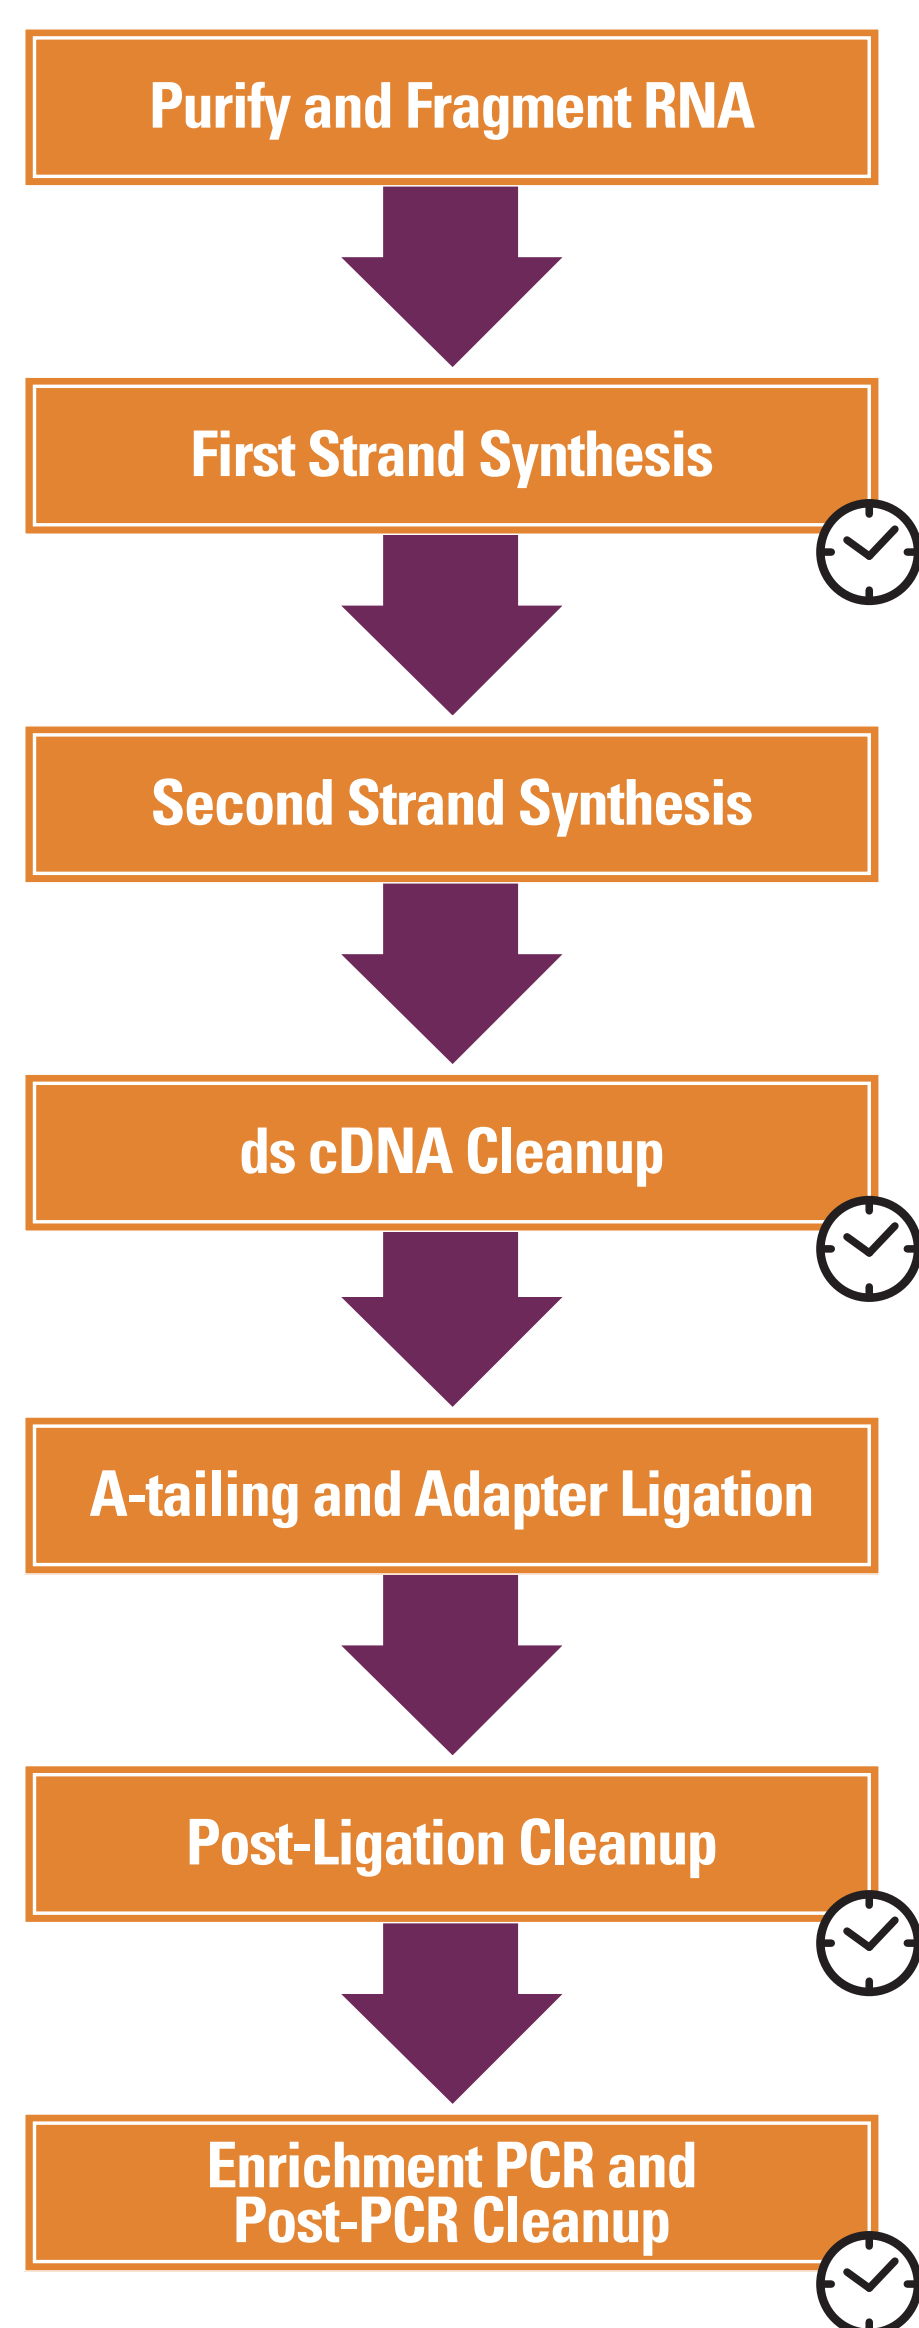 Purify and Fragment RNA
First Strand Synthesis
Second Strand Synthesis
ds cDNA Cleanup
A-tailing and Adapter Ligation
Post-Ligation Cleanup
Enrichment PCR and
Post-PCR Cleanup